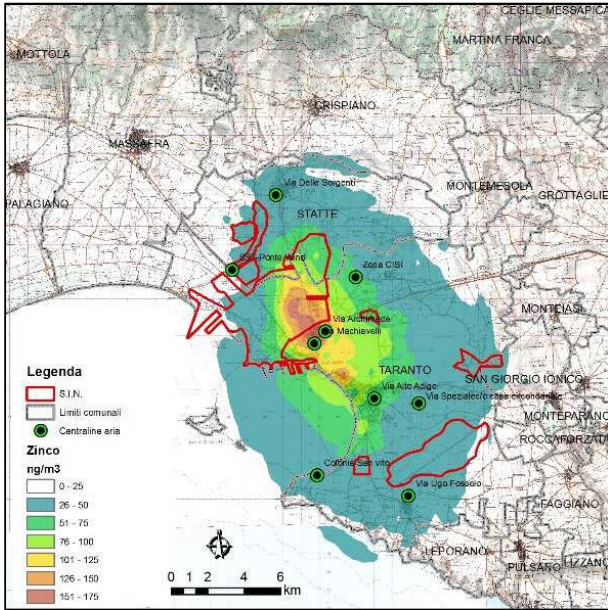 CEGLIE MESSAPICA
MARTINA FRANCA
MOTTOLA
CRISPIANO
MASSAFRA
PALAGIANO
MONTEMESOLA
GROTTAGLIE
Via Delle Sorgenti
STATTE
Zona CISI
MONTEIASI
Via Archimede
Machiavelli
TARANTO
SAN GIORGIO IONICO
Via Alto Adige
MONTEPARANO
ROCCAFORZATA
Colonia San vito
Via Ugo Foscolo
FAGGIANO
LEPORANO
PULSANO
LIZZANO
Legenda
S.I.N.
Limiti comunali
Centraline aria
Zinco
ng/m3
0 - 25
26 - 50
51 - 75
76 - 100
101 - 125
126 - 150
151 - 175
0 2 4 6
km